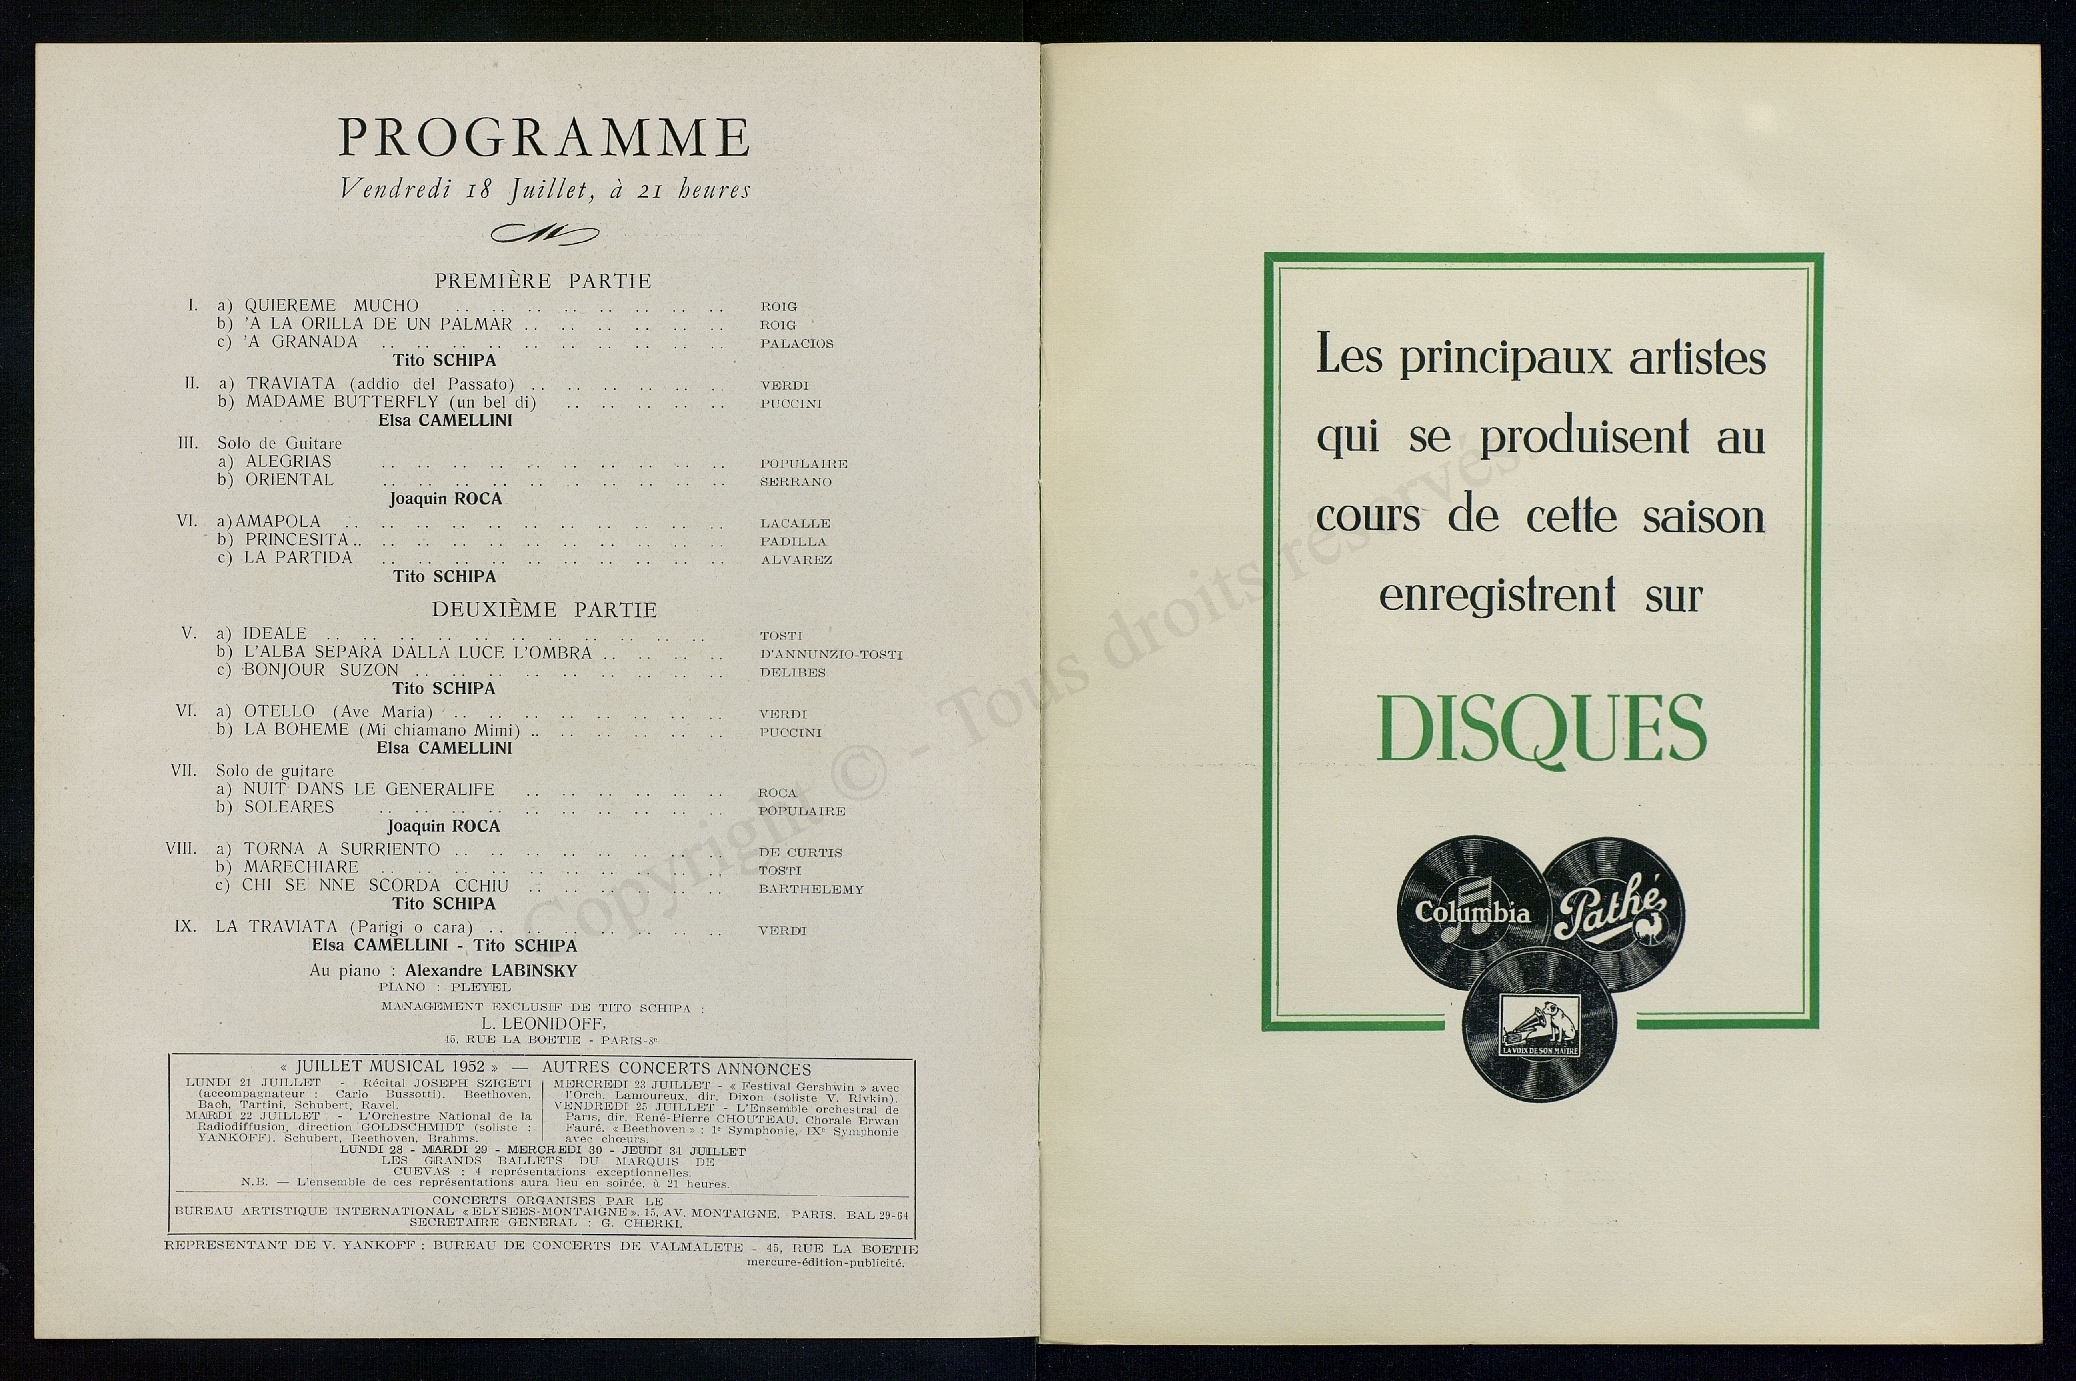 PROGRAMME
Vendredi 18 Juillet, à 21 heures
PREMIÈRE PARTIE
I. a) QUIEREME MUCHO .. .. .. .. .. .. .. .. ROIG
b) 'A LA ORILLA DE UN PALMAR .. .. .. .. .. .. ROIG
c) 'A GRANADA .. .. .. .. .. .. .. .. .. .. PALACIOS
Tito SCHIPA
II. a) TRAVIATA (addio del Passato) .. .. .. .. .. .. VERDI
b) MADAME BUTTERFLY (un bel di) .. .. .. .. .. PUCCINI
Elsa CAMELLINI
III. Solo de Guitare
a) ALEGRIAS .. .. .. .. .. .. .. .. .. .. POPULAIRE
b) ORIENTAL .. .. .. .. .. .. .. .. .. .. SERRANO
Joaquin ROCA
VI. a) AMAPOLA .. .. .. .. .. .. .. .. .. .. .. LACALLE
b) PRINCESITA .. .. .. .. .. .. .. .. .. .. .. PADILLA
c) LA PARTIDA .. .. .. .. .. .. .. .. .. .. ALVAREZ
Tito SCHIPA
DEUXIÈME PARTIE
V. a) IDEALE .. .. .. .. .. .. .. .. .. .. .. TOSTI
b) L'ALBA SEPARA DALLA LUCE L'OMBRA .. .. .. .. D'ANNUNZIO-TOSTI
c) BONJOUR SUZON .. .. .. .. .. .. .. .. .. DELIBES
Tito SCHIPA
VI. a) OTELLO (Ave Maria) .. .. .. .. .. .. .. .. VERDI
b) LA BOHEME (Mi chiamano Mimi) .. .. .. .. .. .. PUCCINI
Elsa CAMELLINI
VII. Solo de guitare
a) NUIT DANS LE GENERALIFE .. .. .. .. .. .. ROCA
b) SOLEARES .. .. .. .. .. .. .. .. .. .. POPULAIRE
Joaquin ROCA
VIII. a) TORNA A SURRIENTO .. .. .. .. .. .. .. .. DE CURTIS
b) MARECHIARE .. .. .. .. .. .. .. .. .. .. TOSTI
c) CHI SE NNE SCORDA CCHIU .. .. .. .. .. .. BARTHELEMY
Tito SCHIPA
IX. LA TRAVIATA (Parigi o cara) .. .. .. .. .. .. .. VERDI
Elsa CAMELLINI - Tito SCHIPA
Au piano : Alexandre LABINSKY
PIANO : PLEYEL
MANAGEMENT EXCLUSIF DE TITO SCHIPA :
L. LEONIDOFF,
45, RUE LA BOETIE - PARIS-8e
« JUILLET MUSICAL 1952 » — AUTRES CONCERTS ANNONCES
LUNDI 21 JUILLET - Récital JOSEPH SZIGETI
(accompagnateur : Carlo Bussotti). Beethoven,
Bach, Tartini, Schubert, Ravel.
MARDI 22 JUILLET - L'Orchestre National de la
Radiodiffusion, direction GOLDSCHMIDT (soliste :
YANKOFF). Schubert, Beethoven, Brahms.
MERCREDI 23 JUILLET - « Festival Gershwin » avec
l'Orch. Lamoureux, dir. Dixon (soliste V. Rivkin).
VENDREDI 25 JUILLET - L'Ensemble orchestral de
Paris, dir. René-Pierre CHOUTEAU, Chorale Erwan
Fauré. « Beethoven » : 1e Symphonie, IXe Symphonie
avec chœurs.
LUNDI 28 - MARDI 29 - MERCREDI 30 - JEUDI 31 JUILLET
LES GRANDS BALLETS DU MARQUIS DE
CUEVAS : 4 représentations exceptionnelles.
N.B. — L'ensemble de ces représentations aura lieu en soirée, à 21 heures.
CONCERTS ORGANISES PAR LE
BUREAU ARTISTIQUE INTERNATIONAL « ELYSEES-MONTAIGNE », 15, AV. MONTAIGNE, PARIS. BAL 29-64
SECRETAIRE GENERAL : G. CHERKI.
REPRESENTANT DE V. YANKOFF : BUREAU DE CONCERTS DE VALMALETE - 45, RUE LA BOETIE
mercure-édition-publicité.
Les principaux artistes
qui se produisent au
cours de cette saison
enregistrent sur
DISQUES
Columbia
Pathé
LA VOIX DE SON MAITRE
Copyright © - Tous droits réservés.